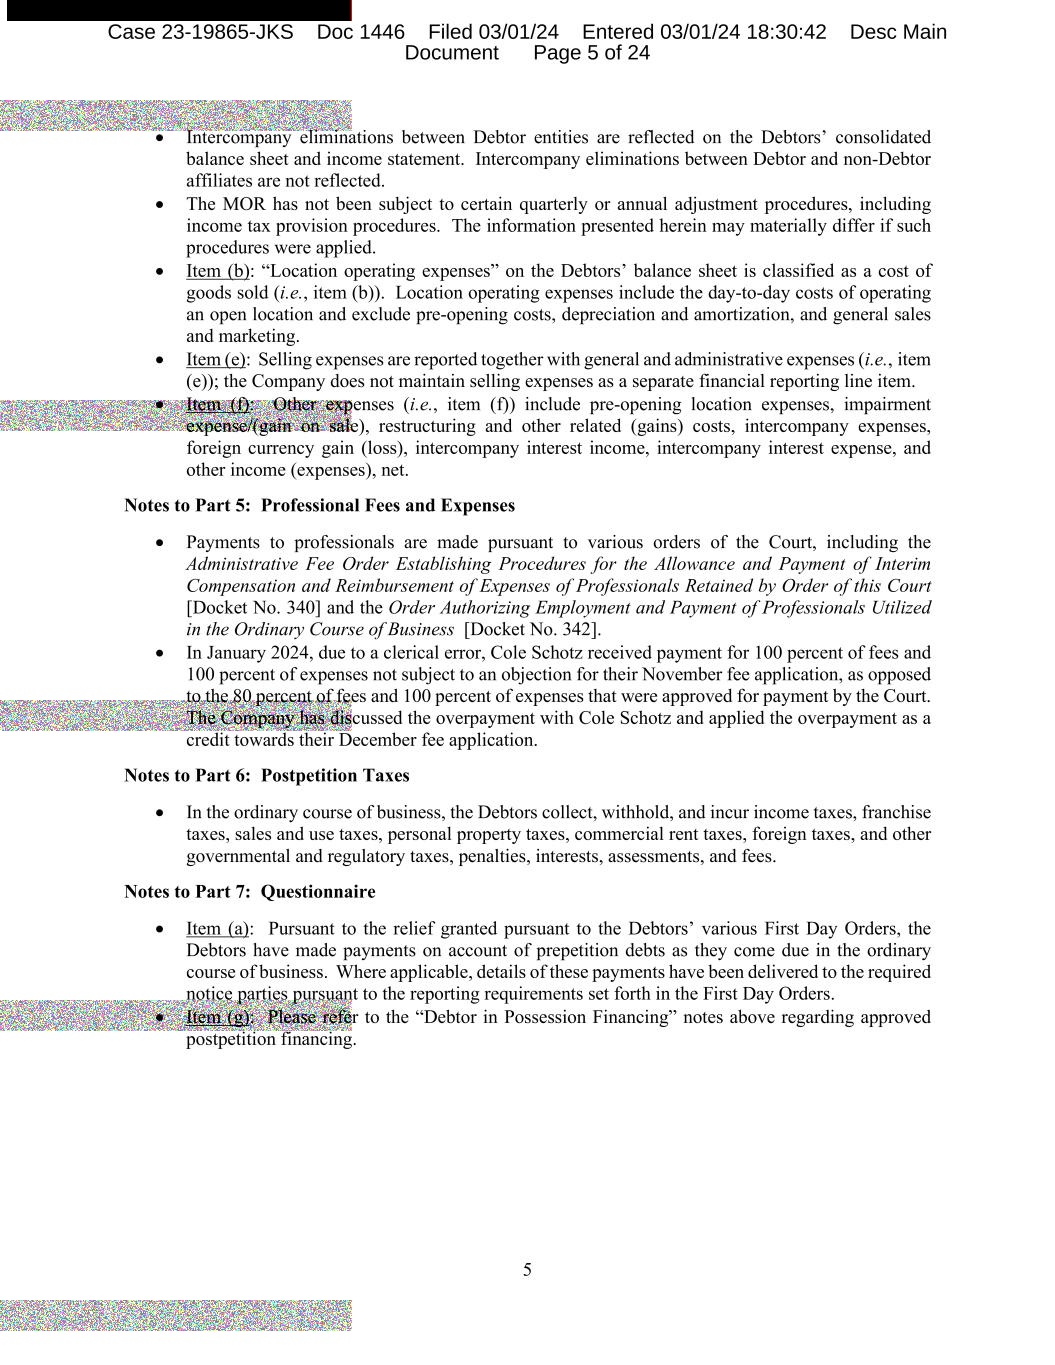 Case 23-19865-JKS Doc 1446 Filed 03/01/24 Entered 03/01/24 18:30:42 Desc Main
Document Page 5 of 24
• Intercompany eliminations between Debtor entities are reflected on the Debtors’ consolidated
balance sheet and income statement. Intercompany eliminations between Debtor and non-Debtor
affiliates are not reflected.
• The MOR has not been subject to certain quarterly or annual adjustment procedures, including
income tax provision procedures. The information presented herein may materially differ if such
procedures were applied.
• Item (b): “Location operating expenses” on the Debtors’ balance sheet is classified as a cost of
goods sold (i.e., item (b)). Location operating expenses include the day-to-day costs of operating
an open location and exclude pre-opening costs, depreciation and amortization, and general sales
and marketing.
• Item (e): Selling expenses are reported together with general and administrative expenses (i.e., item
(e)); the Company does not maintain selling expenses as a separate financial reporting line item.
• Item (f): Other expenses (i.e., item (f)) include pre-opening location expenses, impairment
expense/(gain on sale), restructuring and other related (gains) costs, intercompany expenses,
foreign currency gain (loss), intercompany interest income, intercompany interest expense, and
other income (expenses), net.
Notes to Part 5: Professional Fees and Expenses
• Payments to professionals are made pursuant to various orders of the Court, including the
Administrative Fee Order Establishing Procedures for the Allowance and Payment of Interim
Compensation and Reimbursement of Expenses of Professionals Retained by Order of this Court
[Docket No. 340] and the Order Authorizing Employment and Payment of Professionals Utilized
in the Ordinary Course of Business [Docket No. 342].
• In January 2024, due to a clerical error, Cole Schotz received payment for 100 percent of fees and
100 percent of expenses not subject to an objection for their November fee application, as opposed
to the 80 percent of fees and 100 percent of expenses that were approved for payment by the Court.
The Company has discussed the overpayment with Cole Schotz and applied the overpayment as a
credit towards their December fee application.
Notes to Part 6: Postpetition Taxes
• In the ordinary course of business, the Debtors collect, withhold, and incur income taxes, franchise
taxes, sales and use taxes, personal property taxes, commercial rent taxes, foreign taxes, and other
governmental and regulatory taxes, penalties, interests, assessments, and fees.
Notes to Part 7: Questionnaire
• Item (a): Pursuant to the relief granted pursuant to the Debtors’ various First Day Orders, the
Debtors have made payments on account of prepetition debts as they come due in the ordinary
course of business. Where applicable, details of these payments have been delivered to the required
notice parties pursuant to the reporting requirements set forth in the First Day Orders.
• Item (g): Please refer to the “Debtor in Possession Financing” notes above regarding approved
postpetition financing.
5